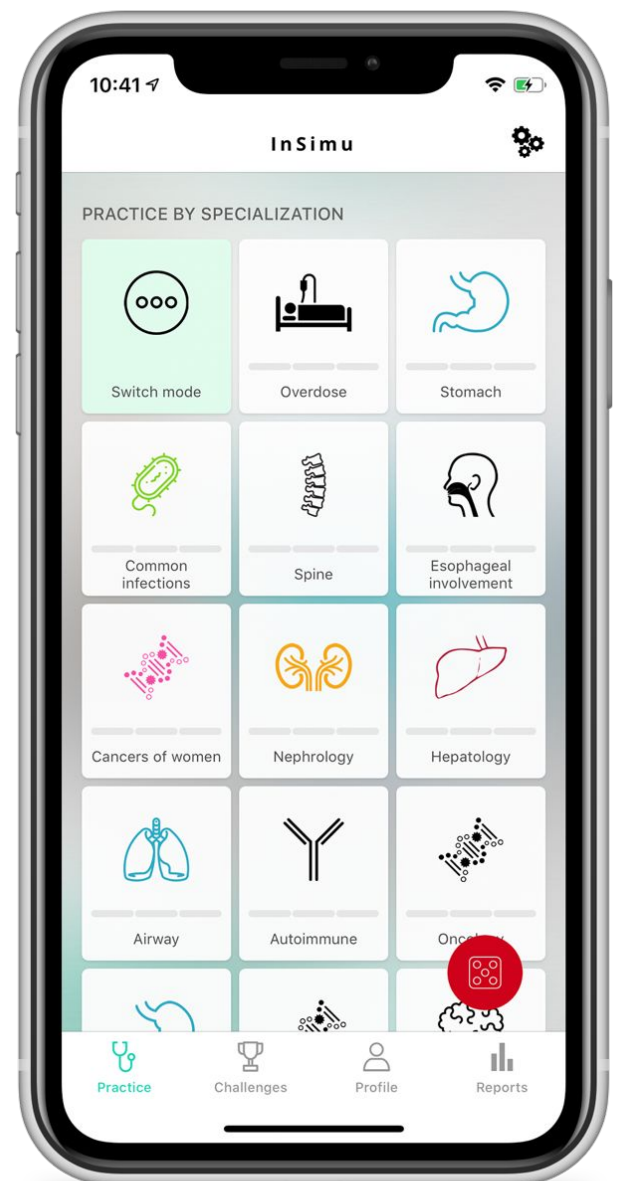 10:41
InSimu
PRACTICE BY SPECIALIZATION
Switch mode
Overdose
Stomach
Common
infections
Spine
Esophageal
involvement
Cancers of women
Nephrology
Hepatology
Airway
Autoimmune
Oncology
Practice
Challenges
Profile
Reports